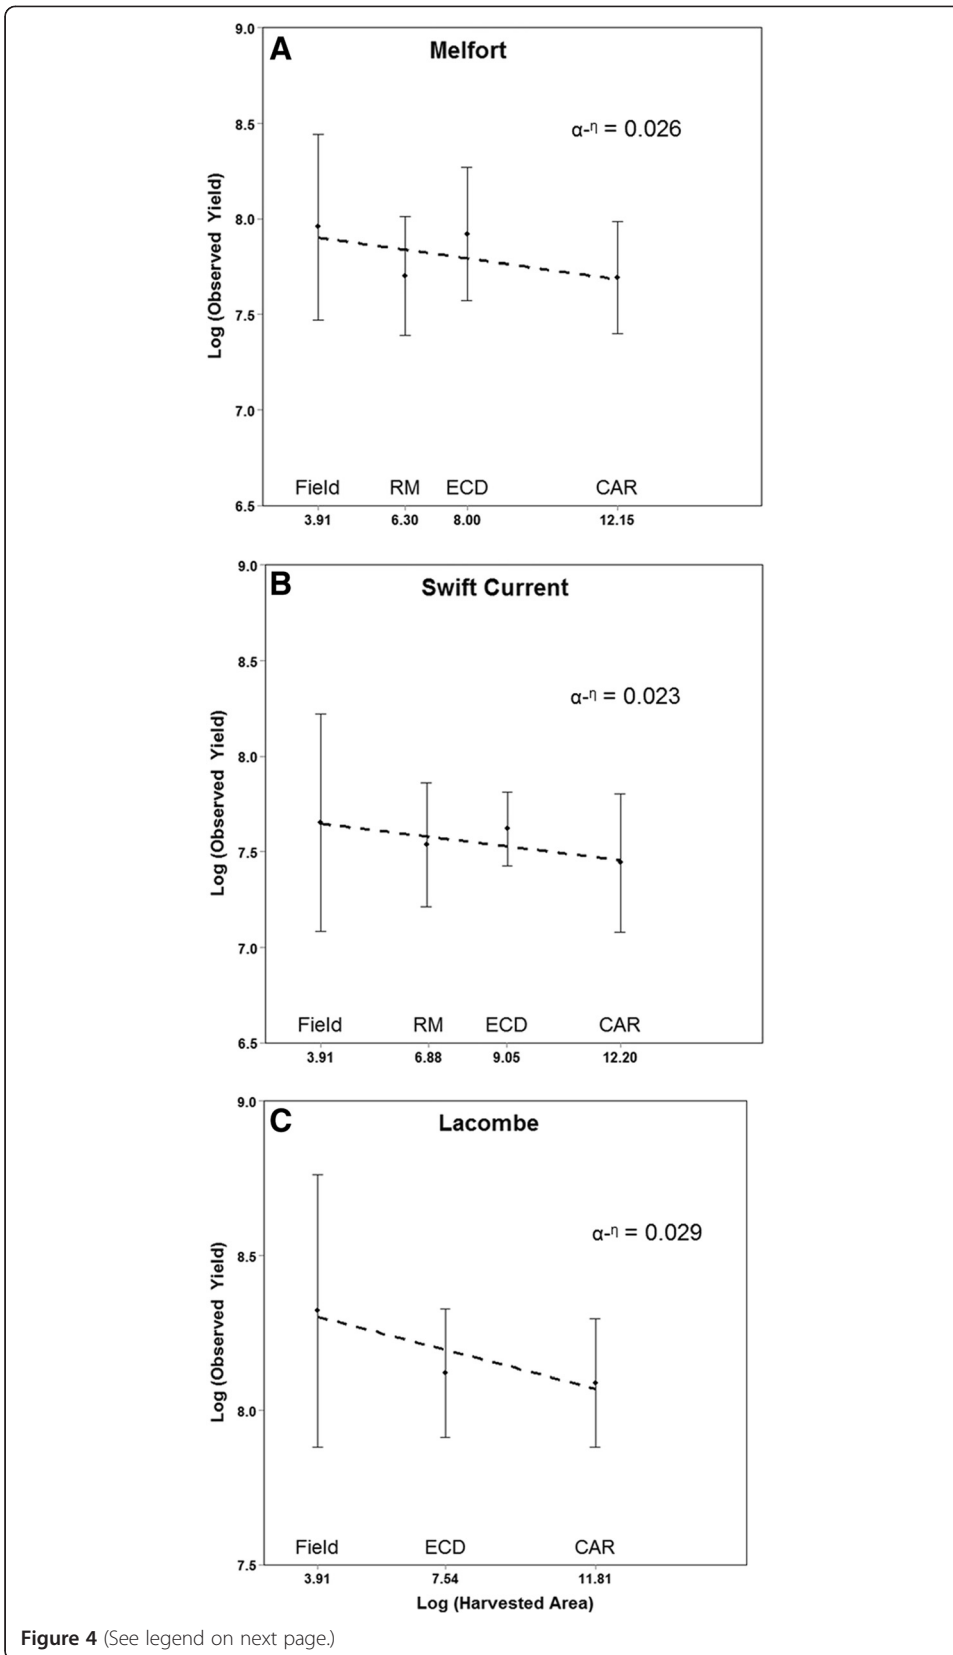 A
Melfort
α-η = 0.026
Log (Observed Yield)
9.0
8.5
8.0
7.5
7.0
6.5
Field RM ECD CAR
3.91 6.30 8.00 12.15
B
Swift Current
α-η = 0.023
Log (Observed Yield)
9.0
8.5
8.0
7.5
7.0
6.5
Field RM ECD CAR
3.91 6.88 9.05 12.20
C
Lacombe
α-η = 0.029
Log (Observed Yield)
9.0
8.5
8.0
7.5
Field ECD CAR
3.91 7.54 11.81
Log (Harvested Area)
Figure 4 (See legend on next page.)